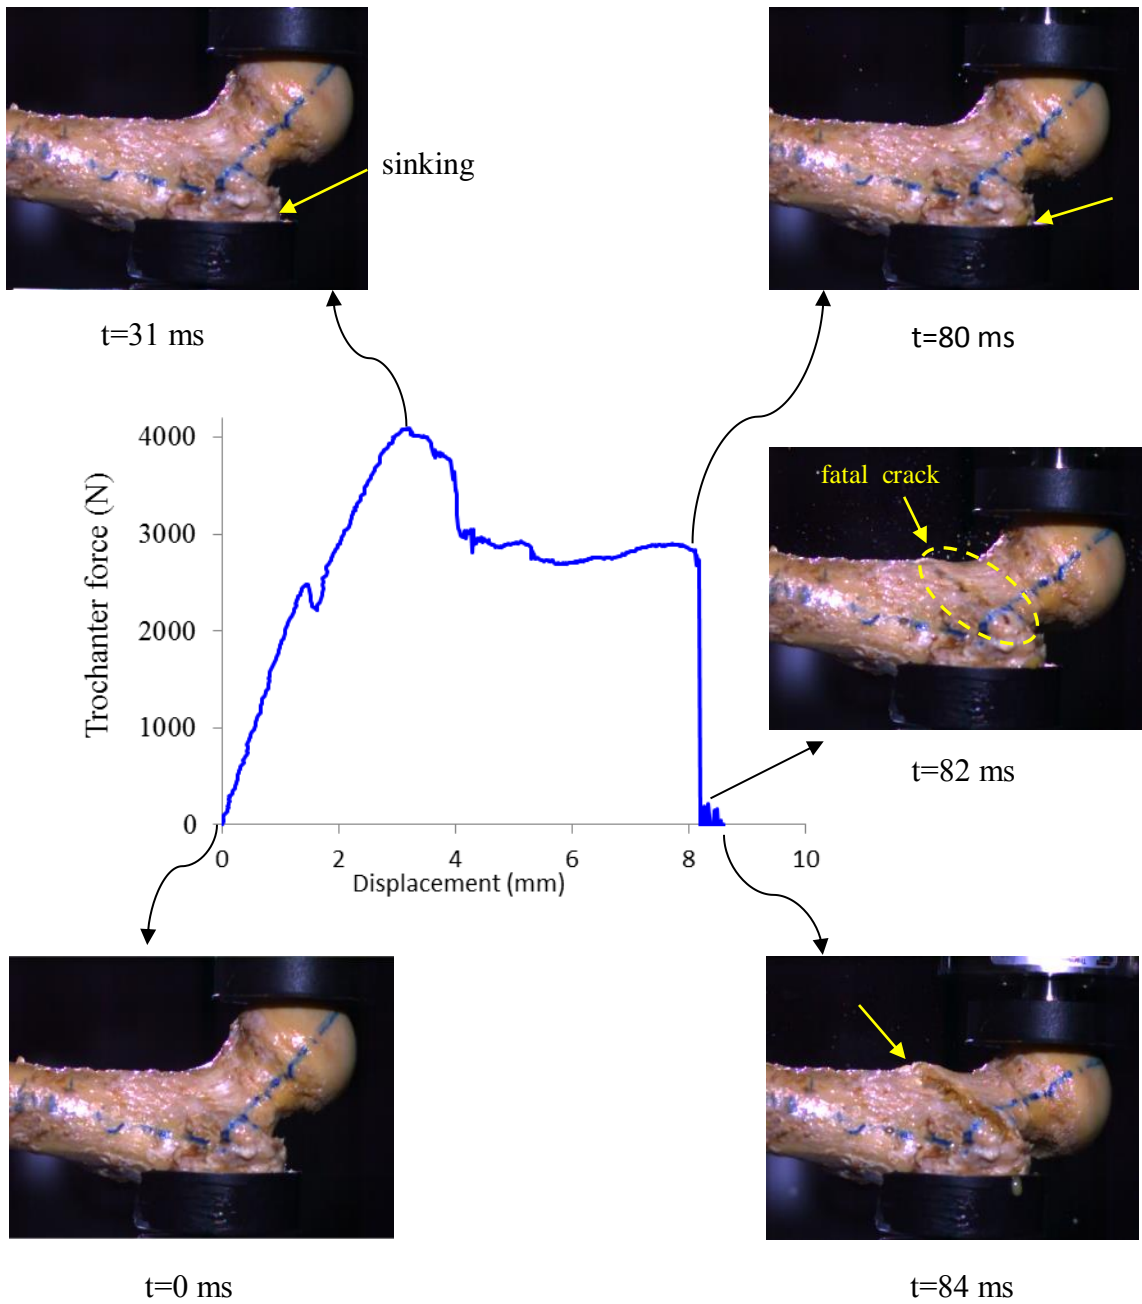 sinking
t=31 ms
t=80 ms
Trochanter force (N)
4000
3000
2000
1000
0
0 2 4 6 8 10
Displacement (mm)
fatal crack
t=82 ms
t=0 ms
t=84 ms